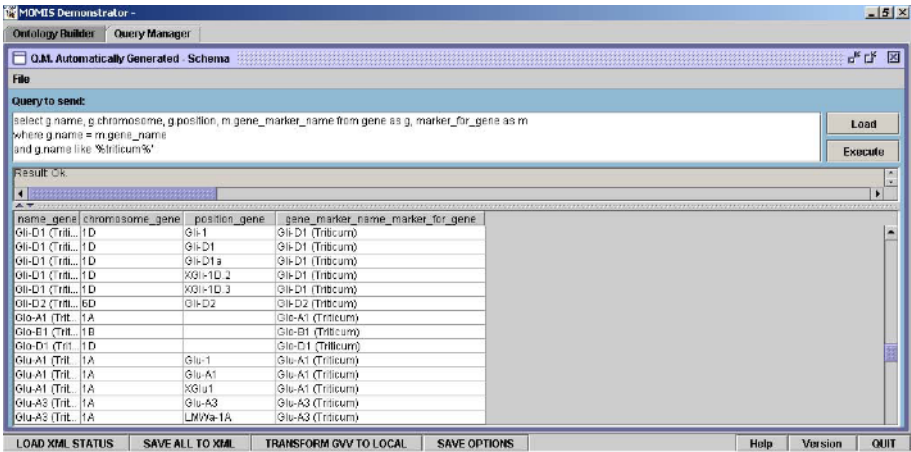 MOMIS Demonstrator -
Ontology Builder Query Manager
Q.M. Automatically Generated - Schema
File
Query to send:
select g.name, g.chromosome, g.position, m.gene_marker_name from gene as g, marker_for_gene as m
where g.name = m.gene_name
and g.name like '%triticum%'
Load
Execute
Result: Ok.
name_gene chromosome_gene position_gene gene_marker_name_marker_for_gene
Gli-D1 (Triti... 1D Gli-1 Gli-D1 (Triticum)
Gli-D1 (Triti... 1D Gli-D1 Gli-D1 (Triticum)
Gli-D1 (Triti... 1D Gli-D1a Gli-D1 (Triticum)
Gli-D1 (Triti... 1D XGli-1D.2 Gli-D1 (Triticum)
Gli-D1 (Triti... 1D XGli-1D.3 Gli-D1 (Triticum)
Gli-D2 (Triti... 6D Gli-D2 Gli-D2 (Triticum)
Glo-A1 (Trit... 1A Glo-A1 (Triticum)
Glo-B1 (Trit... 1B Glo-B1 (Triticum)
Glo-D1 (Trit... 1D Glo-D1 (Triticum)
Glu-A1 (Trit... 1A Glu-1 Glu-A1 (Triticum)
Glu-A1 (Trit... 1A Glu-A1 Glu-A1 (Triticum)
Glu-A1 (Trit... 1A XGlu1 Glu-A1 (Triticum)
Glu-A3 (Trit... 1A Glu-A3 Glu-A3 (Triticum)
Glu-A3 (Trit... 1A LMWa-1A Glu-A3 (Triticum)
LOAD XML STATUS SAVE ALL TO XML TRANSFORM GVV TO LOCAL SAVE OPTIONS Help Version QUIT